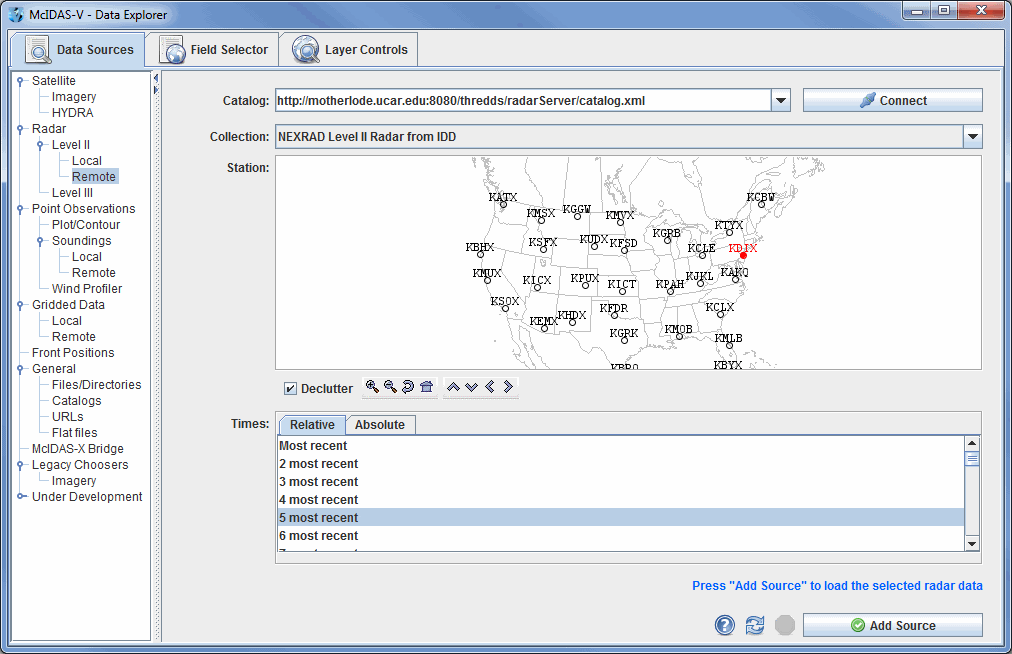 McIDAS-V - Data Explorer
Data Sources
Field Selector
Layer Controls
Satellite
Imagery
HYDRA
Radar
Level II
Local
Remote
Level III
Point Observations
Plot/Contour
Soundings
Local
Remote
Wind Profiler
Gridded Data
Local
Remote
Front Positions
General
Files/Directories
Catalogs
URLs
Flat files
McIDAS-X Bridge
Legacy Choosers
Imagery
Under Development
Catalog: http://motherlode.ucar.edu:8080/thredds/radarServer/catalog.xml
Connect
Collection: NEXRAD Level II Radar from IDD
Station:
KATX
KCBW
KMSX
KGGW
KMVX
KTYX
KGRB
KBHX
KSFX
KUDX
KFSD
KCLE
KDIX
KMUX
KICX
KPUX
KICT
KPAH
KJKL
KAKQ
KSOX
KEMX
KHDX
KFDR
KCLX
KGRK
KMOB
KMLB
KBRO
KBYX
Declutter
Times:
Relative
Absolute
Most recent
2 most recent
3 most recent
4 most recent
5 most recent
6 most recent
Press "Add Source" to load the selected radar data
Add Source